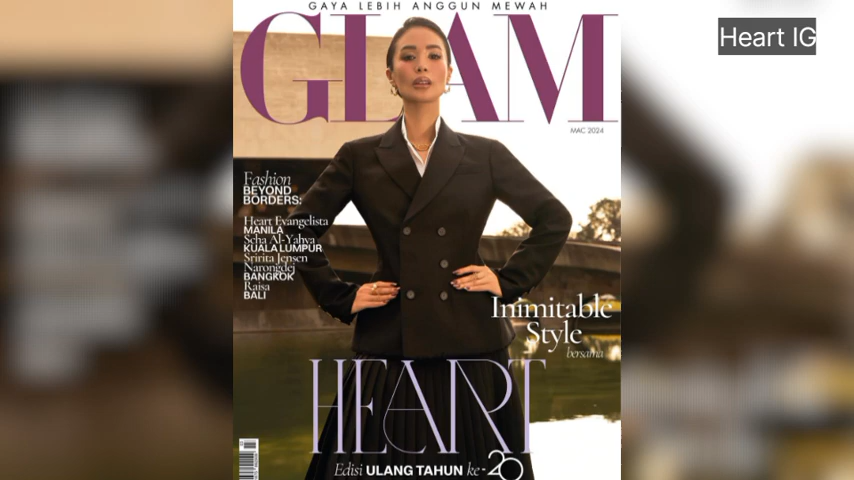 GAYA LEBIH ANGGUN MEWAH
GLAM
Heart IG
MAC 2024
Fashion
BEYOND
BORDERS:
Heart Evangelista
MANILA
Scha Al-Yahya
KUALA LUMPUR
Sririta Jensen
Narongdej
BANGKOK
Raisa
BALI
Inimitable
Style
bersama
HEART
Edisi ULANG TAHUN ke-20